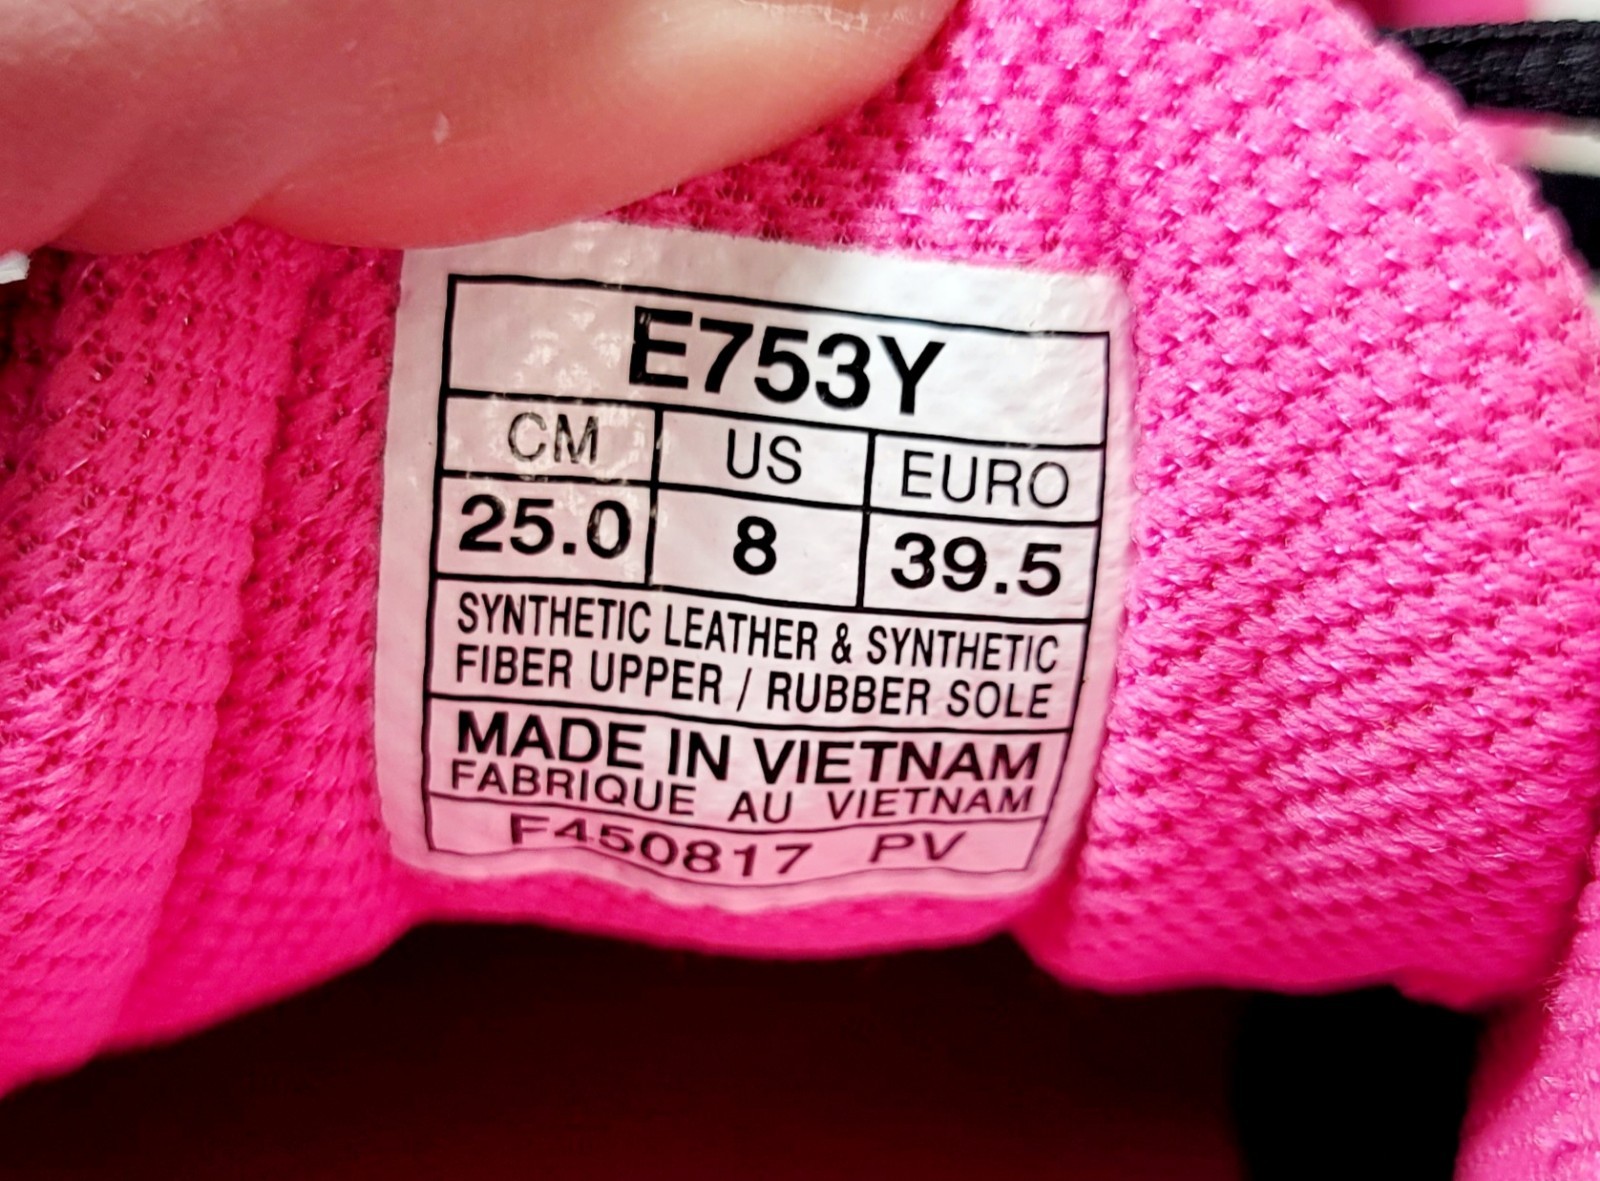 E753Y
CM US EURO
25.0 8 39.5
SYNTHETIC LEATHER & SYNTHETIC
FIBER UPPER / RUBBER SOLE
MADE IN VIETNAM
FABRIQUE AU VIETNAM
F450817 PV